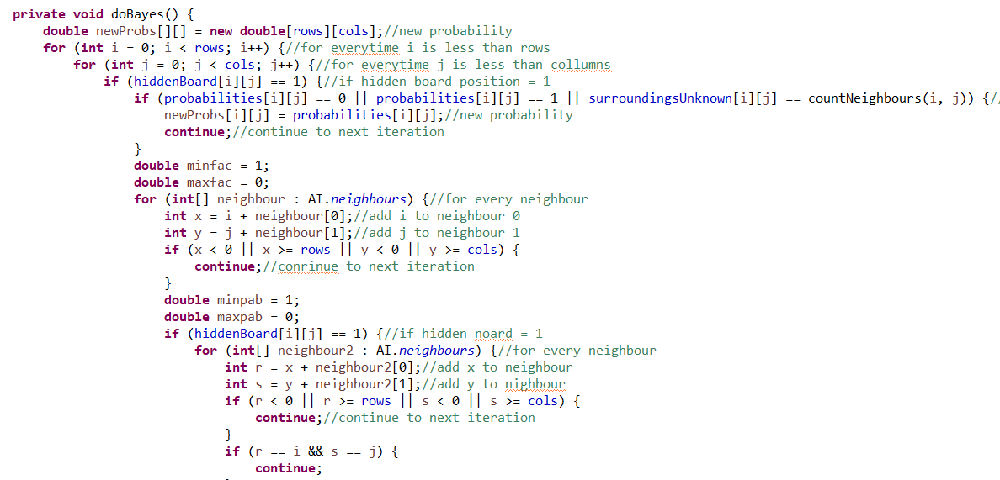 private void doBayes() {
    double newProbs[][] = new double[rows][cols];//new probability
    for (int i = 0; i < rows; i++) {//for everytime i is less than rows
        for (int j = 0; j < cols; j++) {//for everytime j is less than collumns
            if (hiddenBoard[i][j] == 1) {//if hidden board position = 1
                if (probabilities[i][j] == 0 || probabilities[i][j] == 1 || surroundingsUnknown[i][j] == countNeighbours(i, j)) {//
                    newProbs[i][j] = probabilities[i][j];//new probability
                    continue;//continue to next iteration
                }
                double minfac = 1;
                double maxfac = 0;
                for (int[] neighbour : AI.neighbours) {//for every neighbour
                    int x = i + neighbour[0];//add i to neighbour 0
                    int y = j + neighbour[1];//add j to neighbour 1
                    if (x < 0 || x >= rows || y < 0 || y >= cols) {
                        continue;//conrinue to next iteration
                    }
                    double minpab = 1;
                    double maxpab = 0;
                    if (hiddenBoard[i][j] == 1) {//if hidden noard = 1
                        for (int[] neighbour2 : AI.neighbours) {//for every neighbour
                            int r = x + neighbour2[0];//add x to neighbour
                            int s = y + neighbour2[1];//add y to nighbour
                            if (r < 0 || r >= rows || s < 0 || s >= cols) {
                                continue;//continue to next iteration
                            }
                            if (r == i && s == j) {
                                continue;